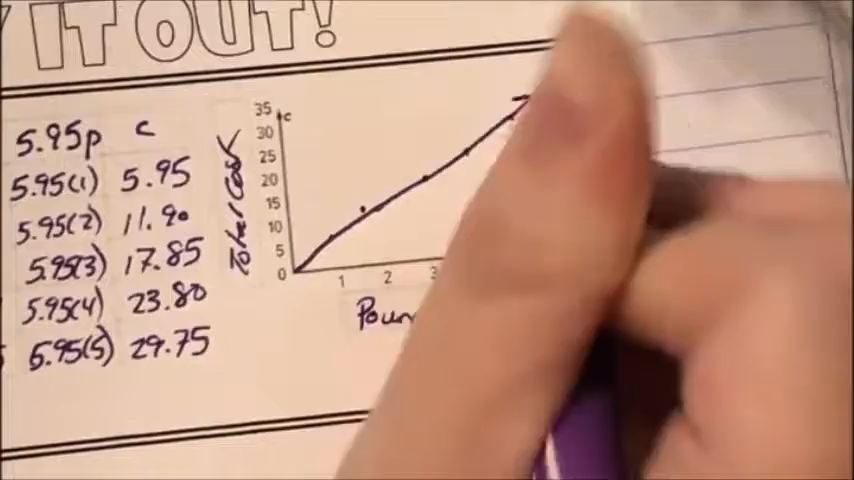 IT OUT!
5.95p c
5.95(1) 5.95
5.95(2) 11.90
5.95(3) 17.85
5.95(4) 23.80
5.95(5) 29.75
Total Cost
c
35
30
25
20
15
10
5
0
1 2 3